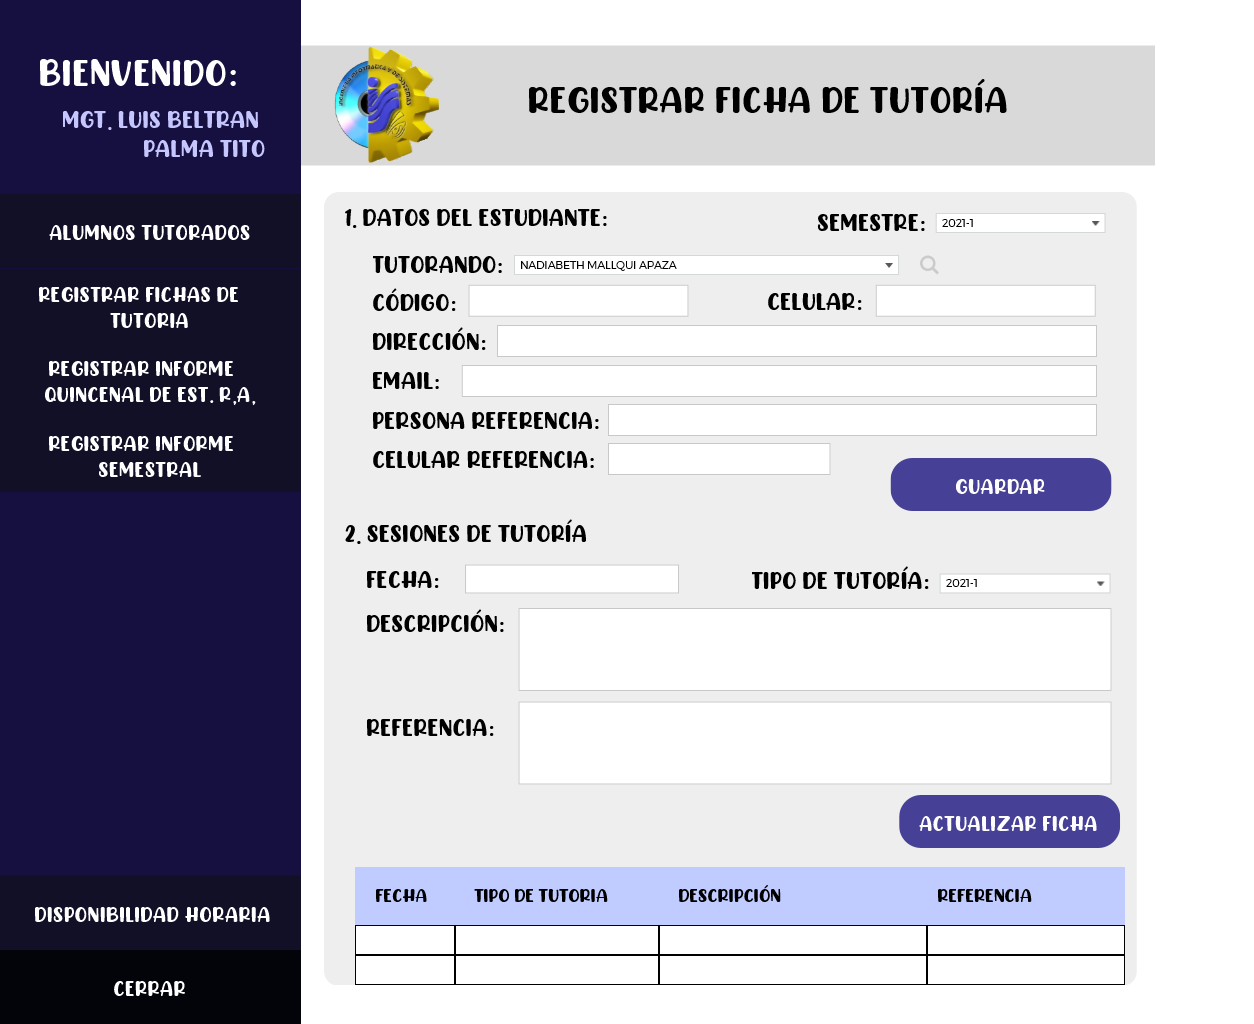 BIENVENIDO:
MGT. LUIS BELTRAN
PALMA TITO
ALUMNOS TUTORADOS
REGISTRAR FICHAS DE
TUTORIA
REGISTRAR INFORME
QUINCENAL DE EST. R.A.
REGISTRAR INFORME
SEMESTRAL
DISPONIBILIDAD HORARIA
CERRAR
REGISTRAR FICHA DE TUTORÍA
1. DATOS DEL ESTUDIANTE:
SEMESTRE: 2021-1
TUTORANDO: NADIABETH MALLQUI APAZA
CÓDIGO: CELULAR:
DIRECCIÓN:
EMAIL:
PERSONA REFERENCIA:
CELULAR REFERENCIA:
GUARDAR
2. SESIONES DE TUTORÍA
FECHA: TIPO DE TUTORÍA: 2021-1
DESCRIPCIÓN:
REFERENCIA:
ACTUALIZAR FICHA
FECHA TIPO DE TUTORIA DESCRIPCIÓN REFERENCIA